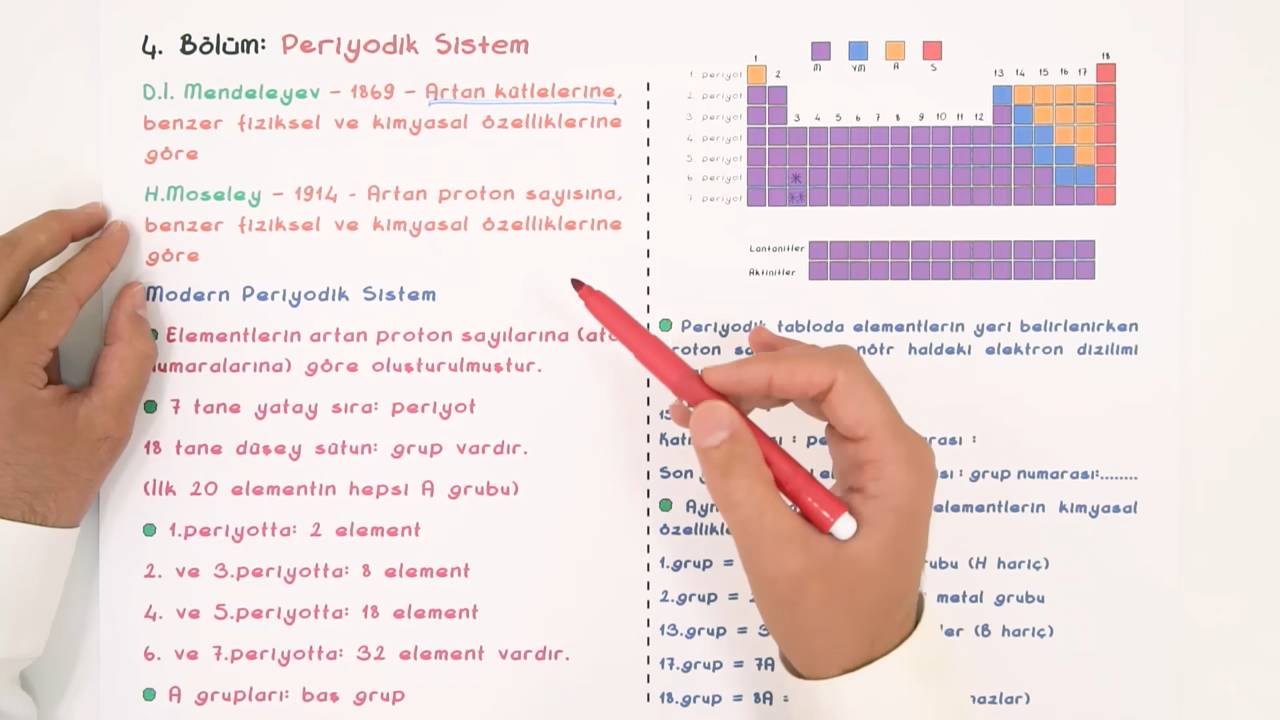 4. Bölüm: Periyodik Sistem
D.İ. Mendeleyev - 1869 - Artan kütlelerine,
benzer fiziksel ve kimyasal özelliklerine
göre
H.Moseley - 1914 - Artan proton sayısına,
benzer fiziksel ve kimyasal özelliklerine
göre
Modern Periyodik Sistem
Elementlerin artan proton sayılarına
göre oluşturulmuştur.
7 tane yatay sıra: periyot
18 tane düşey sütun: grup vardır.
(İlk 20 elementin hepsi A grubu)
1.periyotta: 2 element
2. ve 3.periyotta: 8 element
4. ve 5.periyotta: 18 element
6. ve 7.periyotta: 32 element vardır.
A grupları: baş grup
M YM A S
1 18
2 13 14 15 16 17
3 4 5 6 7 8 9 10 11 12
1. periyot
2. periyot
3. periyot
4. periyot
5. periyot
6. periyot
7. periyot
*
**
Lantanitler
Aktinitler
Periyodik tabloda elementlerin yeri belirlenirken
nötr haldeki elektron dizilimi
: grup numarası:........
elementlerin kimyasal
1.grup = (H hariç)
2.grup = metal grubu
13.grup = (B hariç)
17.grup = 7A
18.grup = 8A =